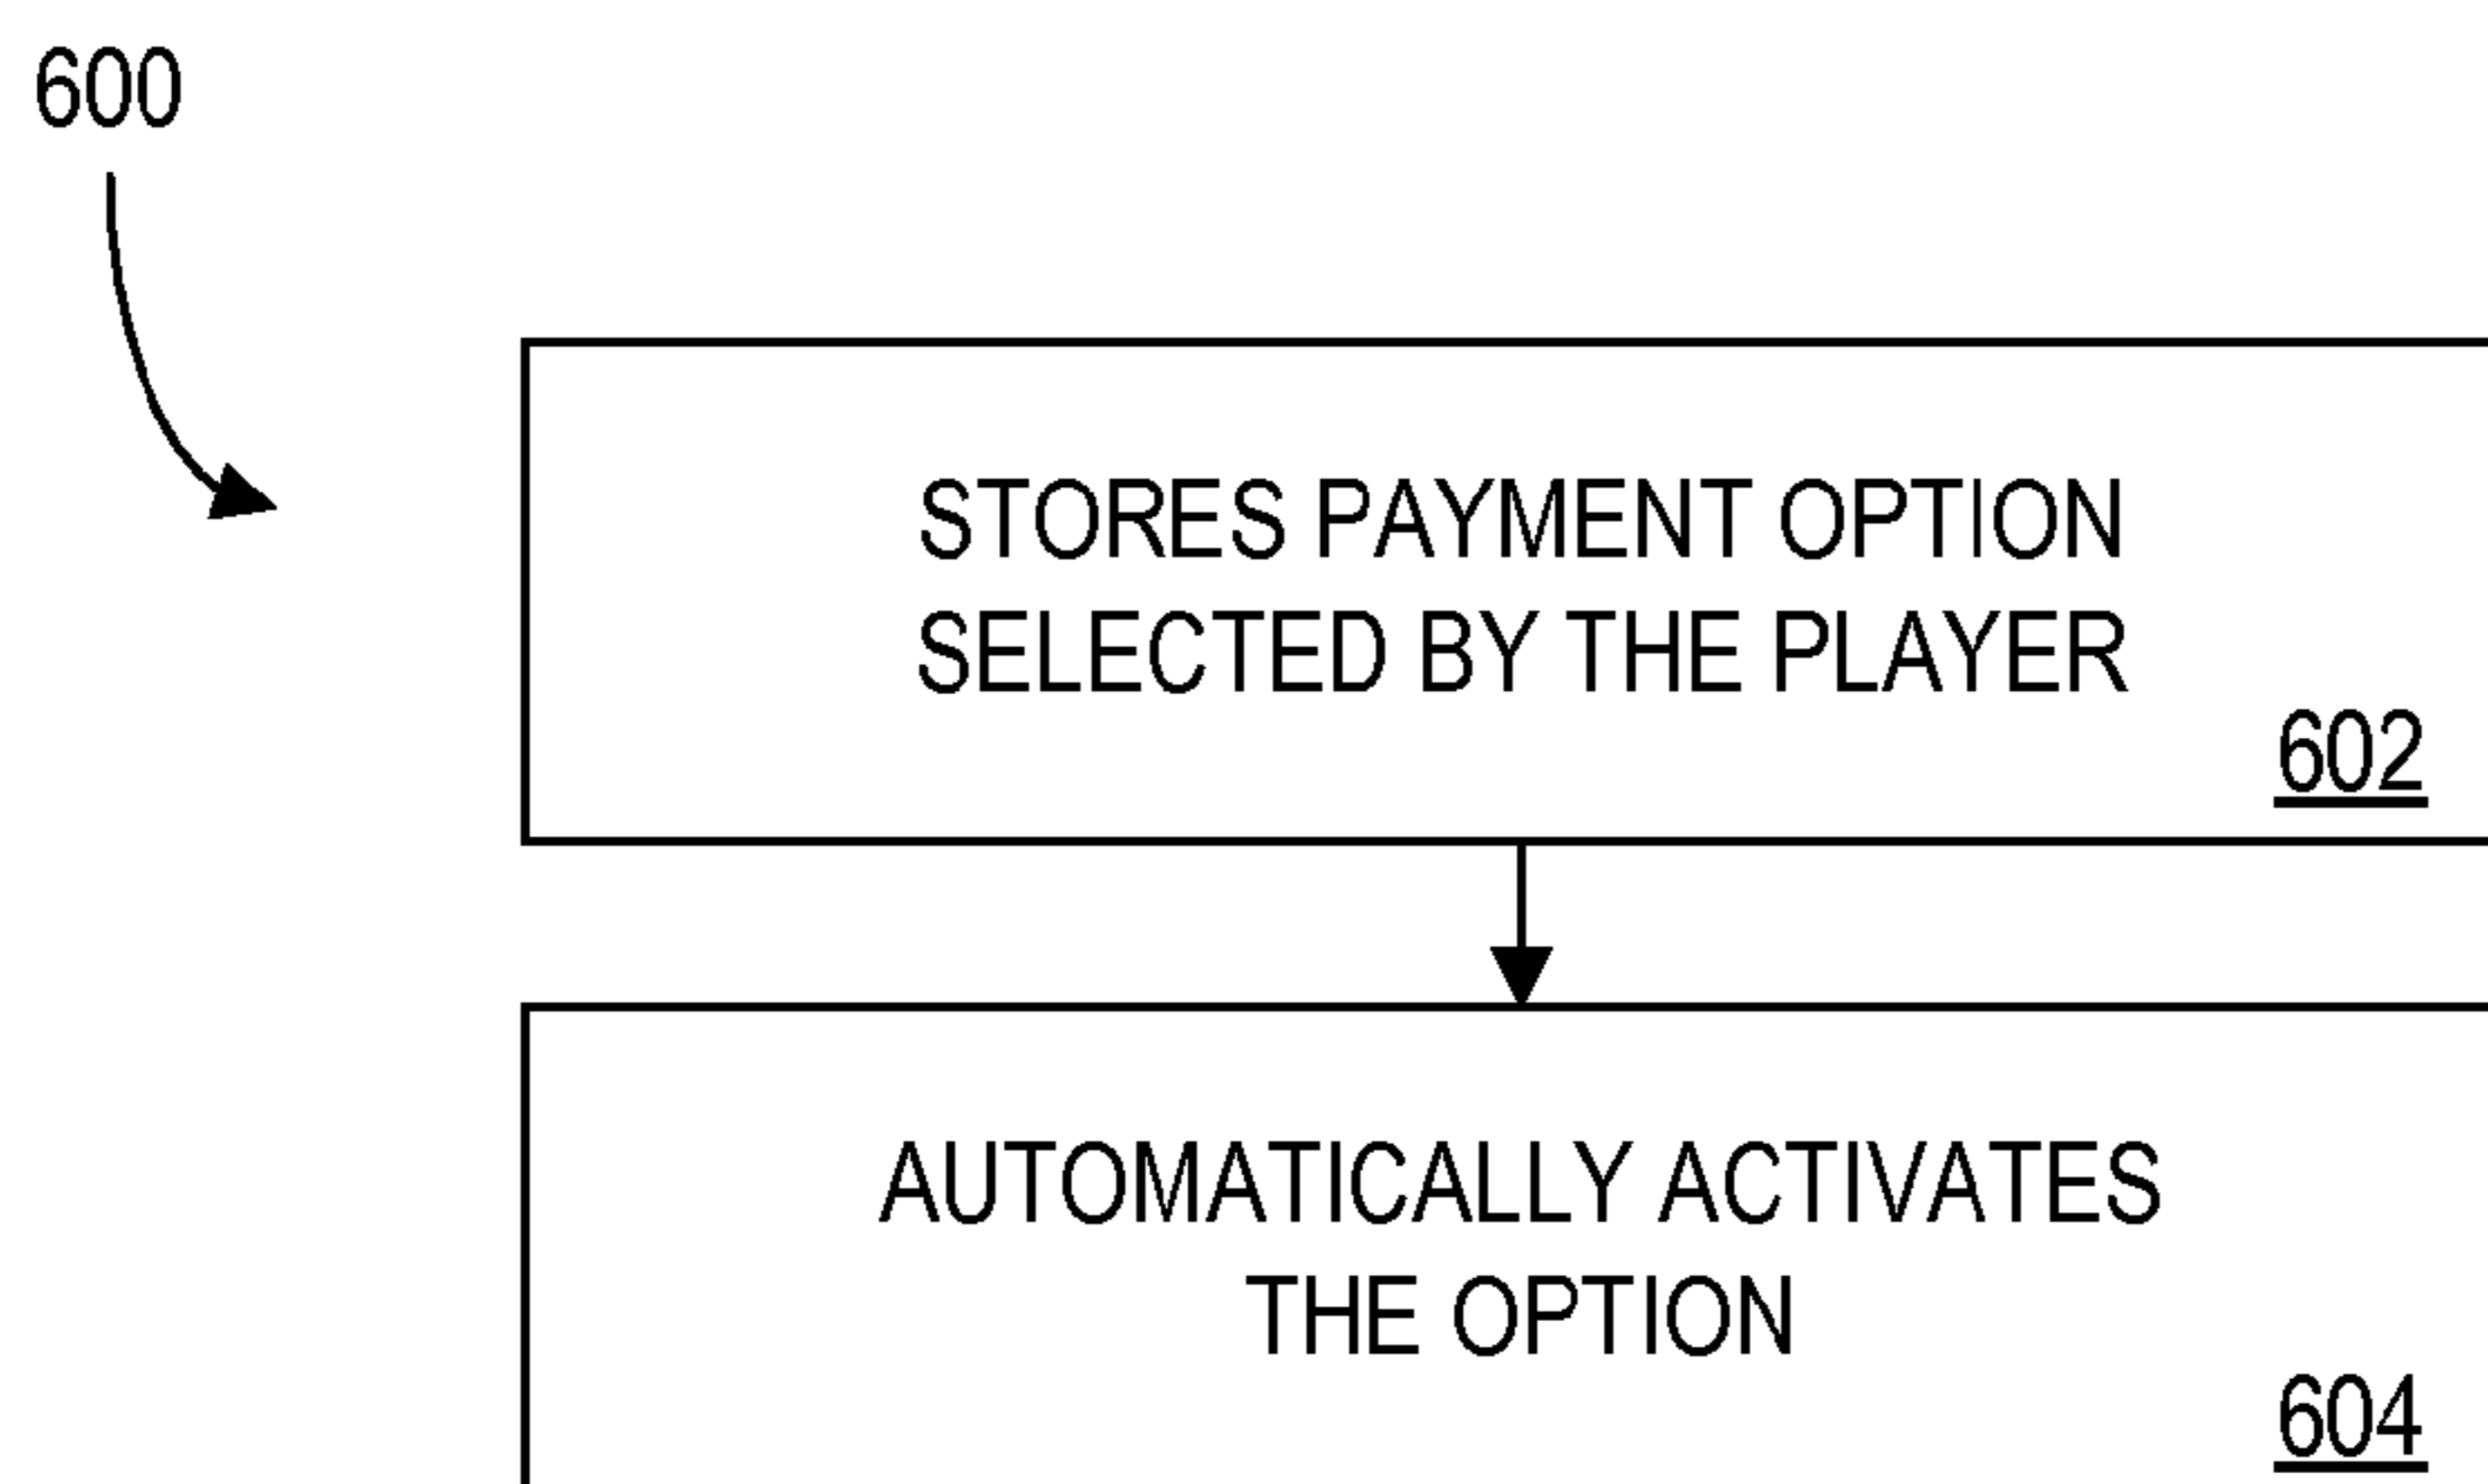 600
STORES PAYMENT OPTION
SELECTED BY THE PLAYER
602
AUTOMATICALLY ACTIVATES
THE OPTION
604